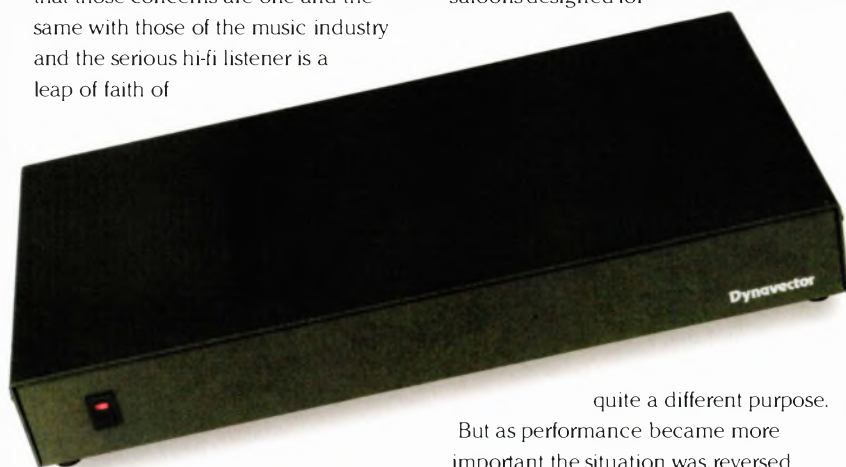 that those concerns are one and the
same with those of the music industry
and the serious hi-fi listener is a
leap of faith of
saloons designed for
Dynavector
quite a different purpose.
But as performance became more
important the situation was reversed